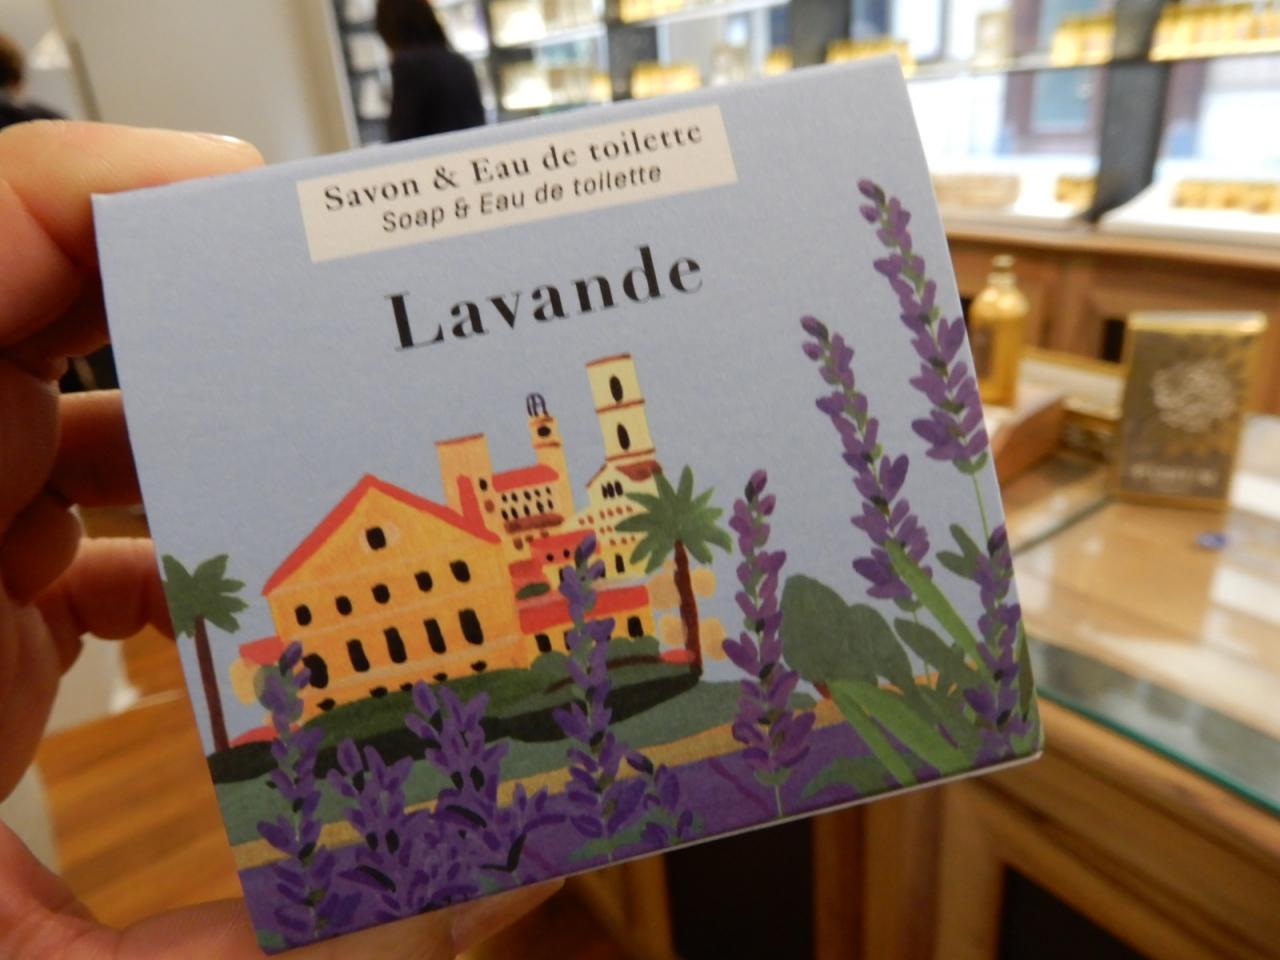 Savon & Eau de toilette
Soap & Eau de toilette
Lavande